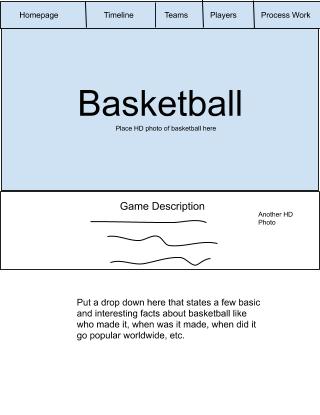 Homepage Timeline Teams Players Process Work
Basketball
Place HD photo of basketball here
Game Description
Another HD
Photo
Put a drop down here that states a few basic
and interesting facts about basketball like
who made it, when was it made, when did it
go popular worldwide, etc.